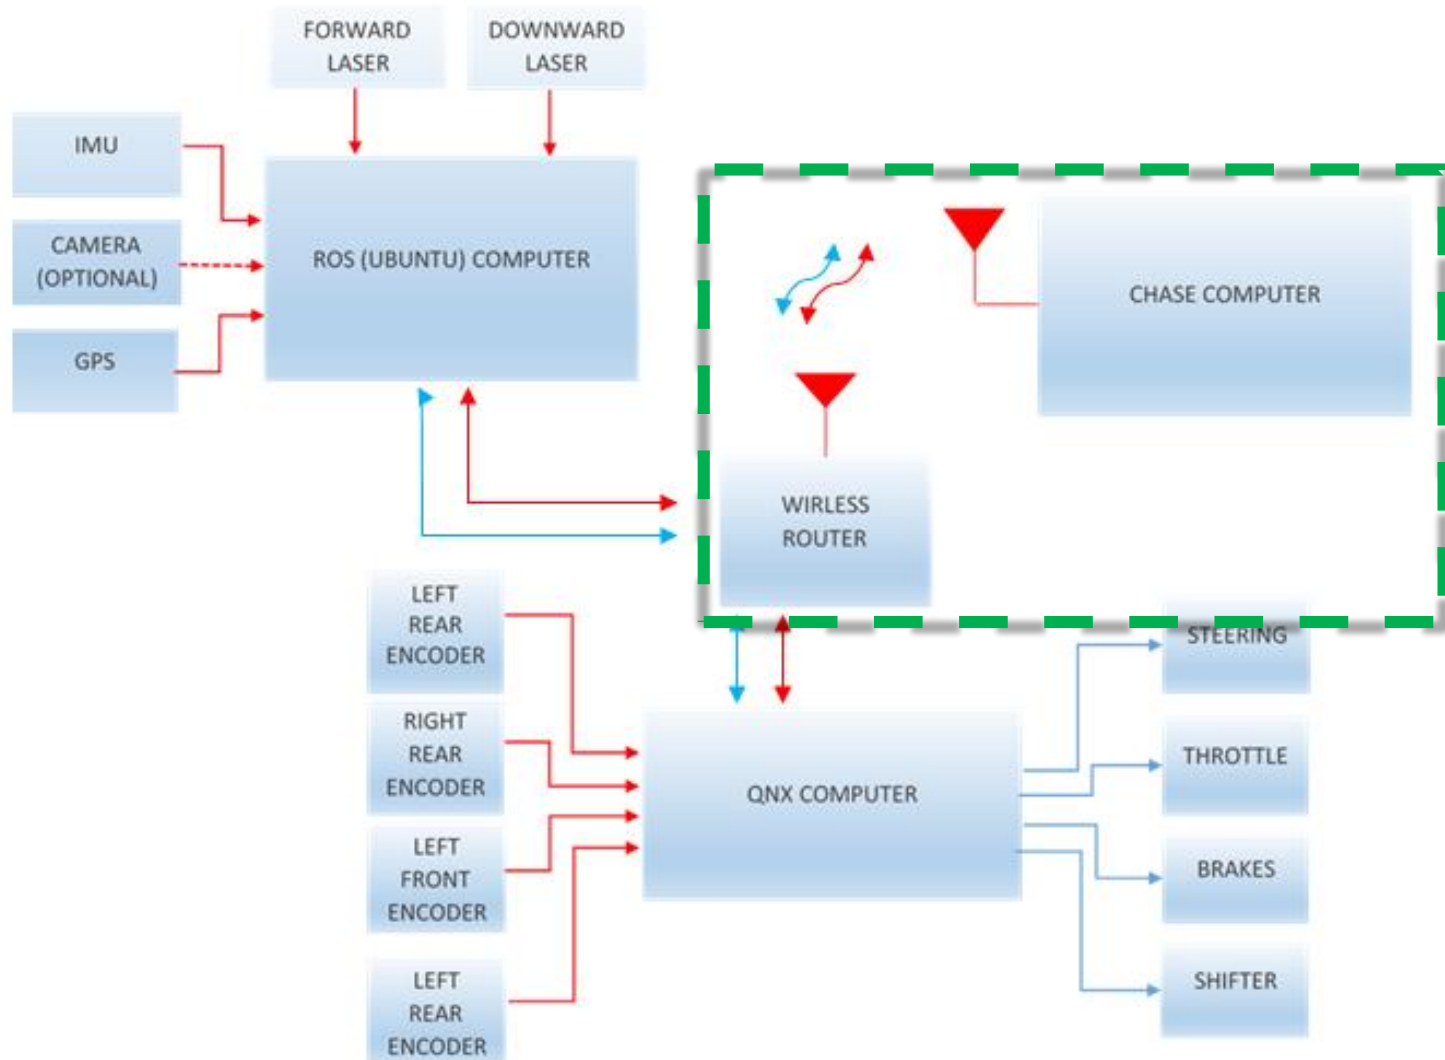 FORWARD
LASER
DOWNWARD
LASER
IMU
CAMERA
(OPTIONAL)
GPS
ROS (UBUNTU) COMPUTER
CHASE COMPUTER
WIRLESS
ROUTER
LEFT
REAR
ENCODER
RIGHT
REAR
ENCODER
LEFT
FRONT
ENCODER
LEFT
REAR
ENCODER
QNX COMPUTER
STEERING
THROTTLE
BRAKES
SHIFTER